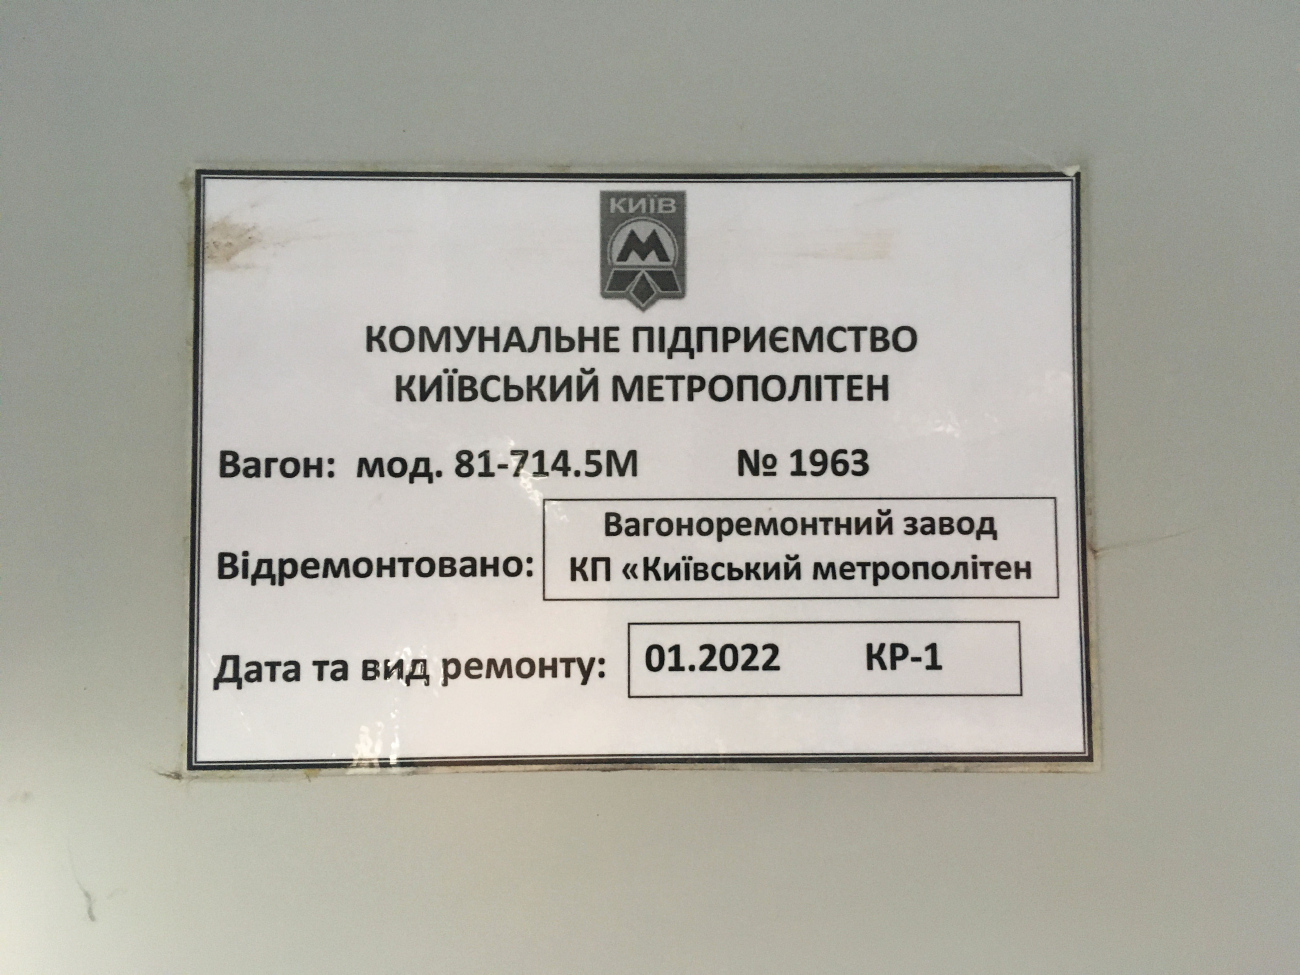 КИЇВ
М
КОМУНАЛЬНЕ ПІДПРИЄМСТВО
КИЇВСЬКИЙ МЕТРОПОЛІТЕН
Вагон: мод. 81-714.5М № 1963
Вагоноремонтний завод
Відремонтовано: КП «Київський метрополітен
Дата та вид ремонту: 01.2022 КР-1